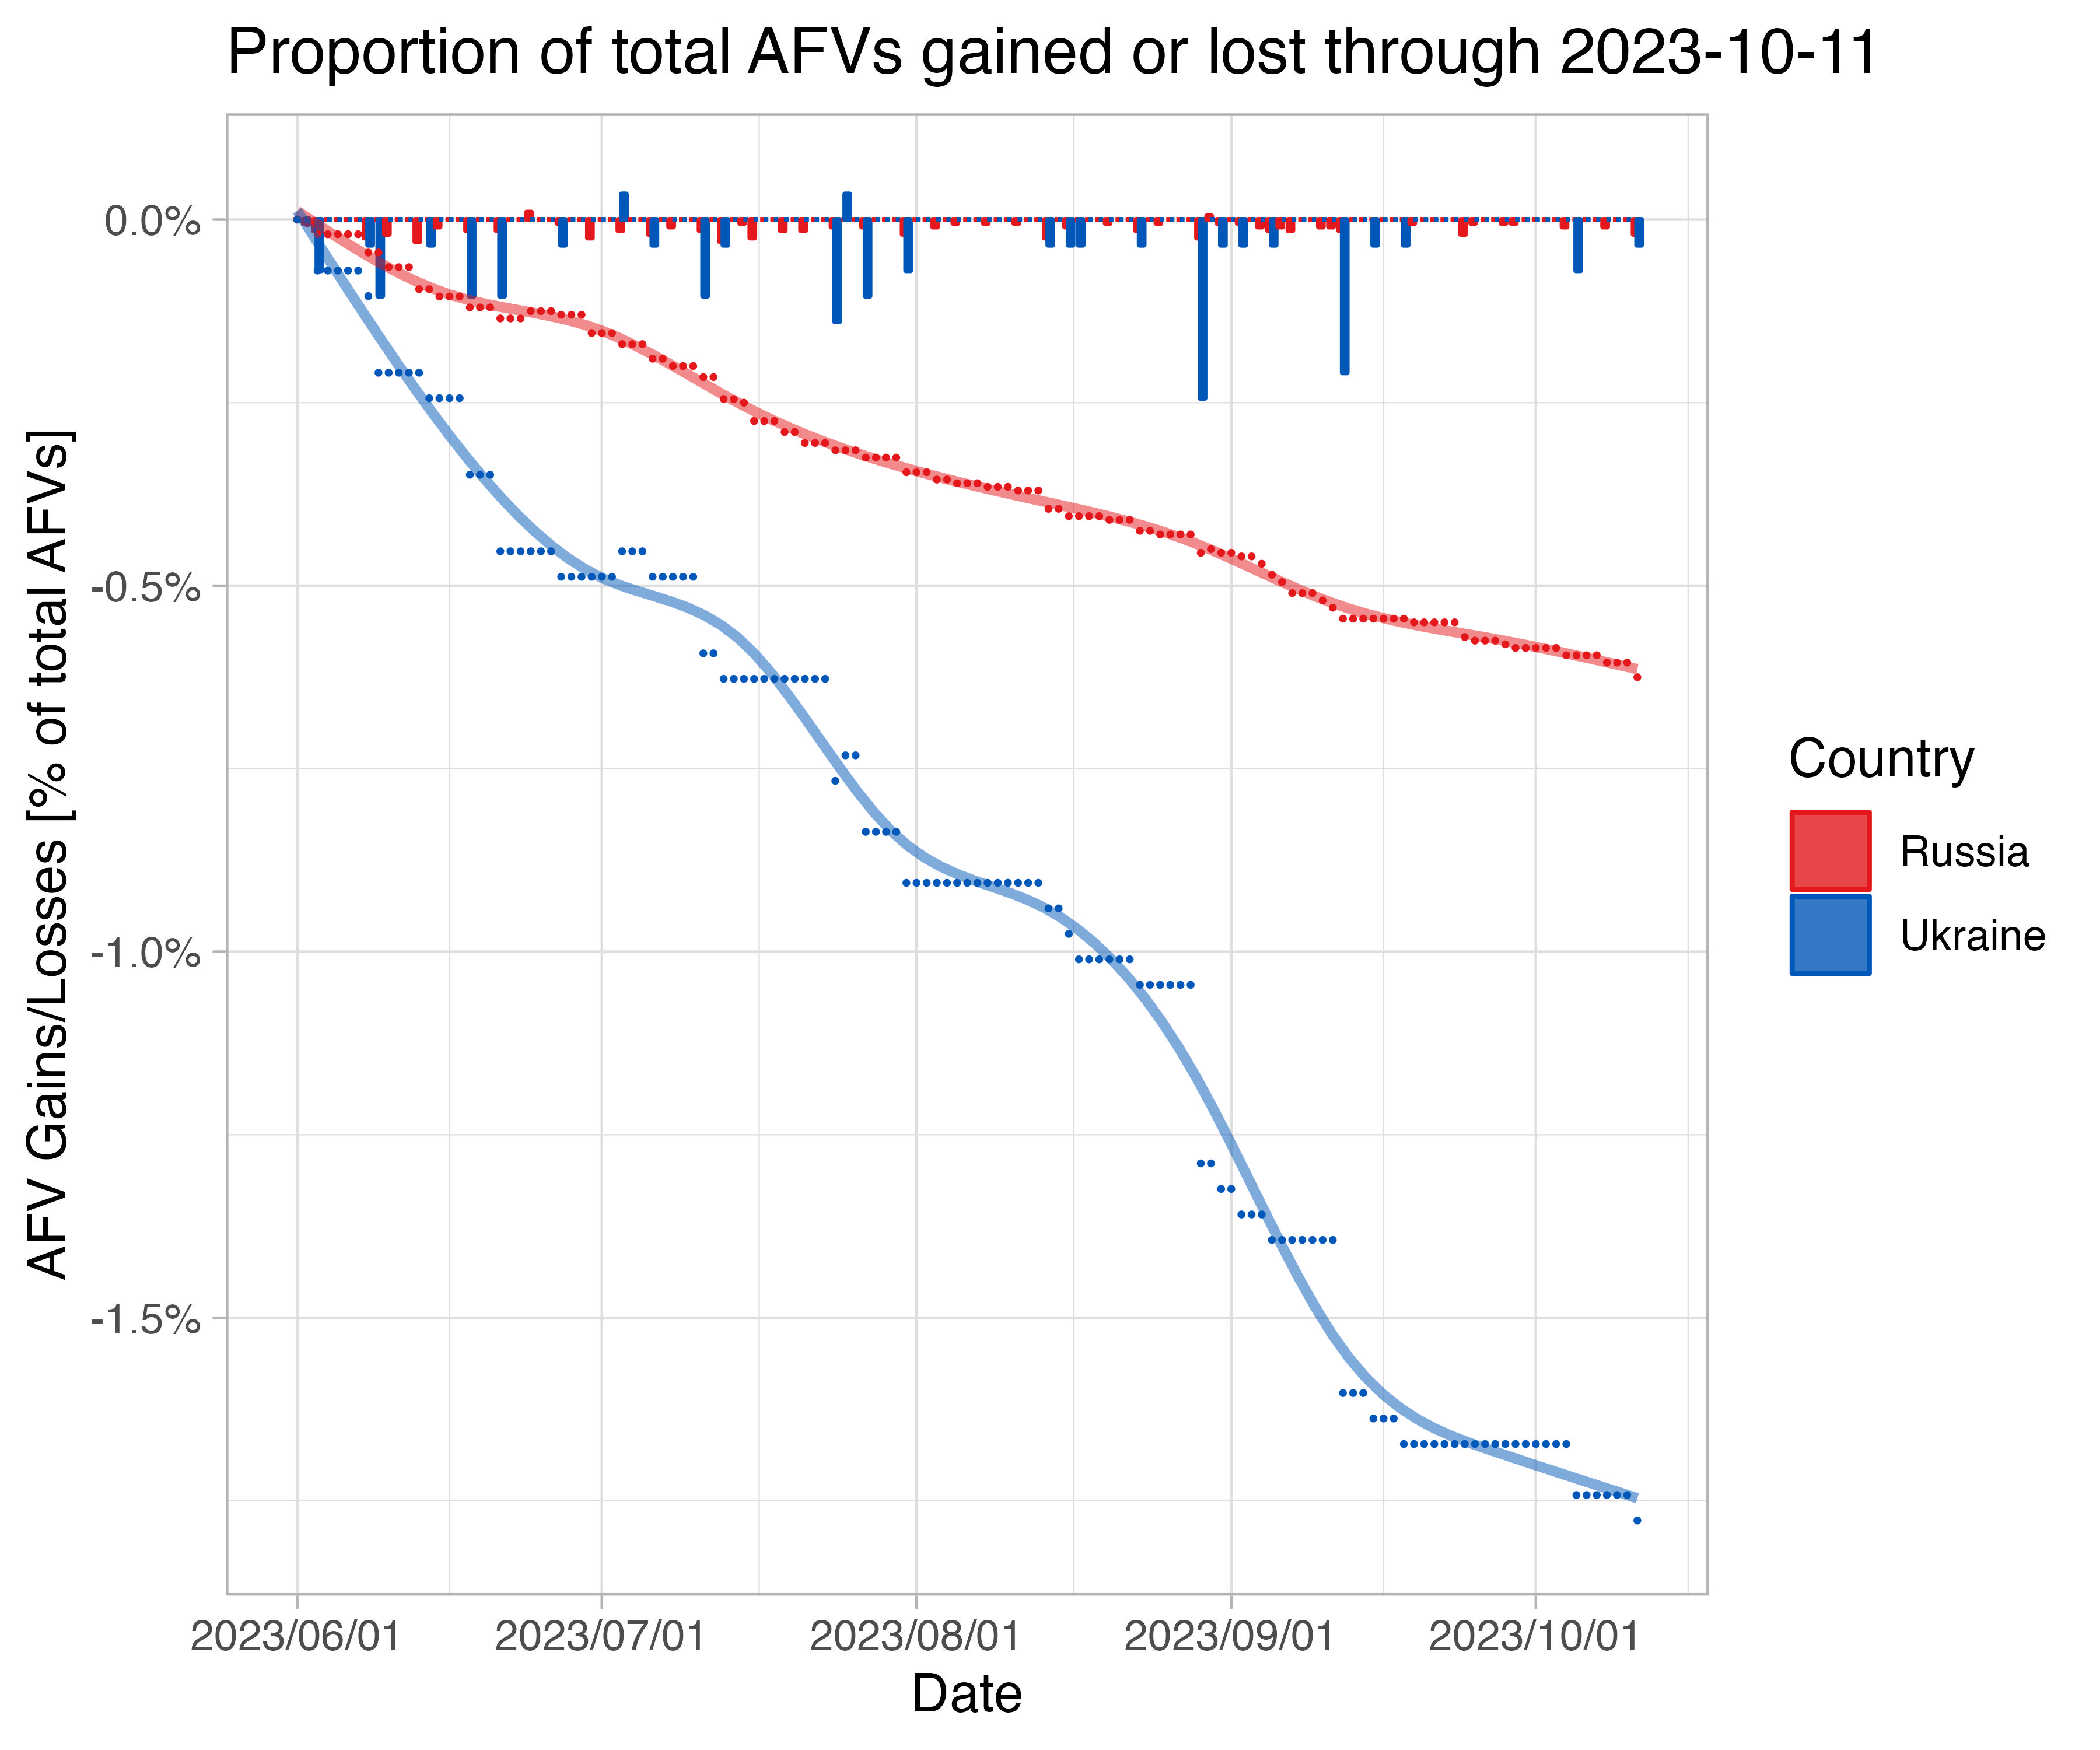 Proportion of total AFVs gained or lost through 2023-10-11
AFV Gains/Losses [% of total AFVs]
0.0%
-0.5%
-1.0%
-1.5%
2023/06/01
2023/07/01
2023/08/01
2023/09/01
2023/10/01
Date
Country
Russia
Ukraine